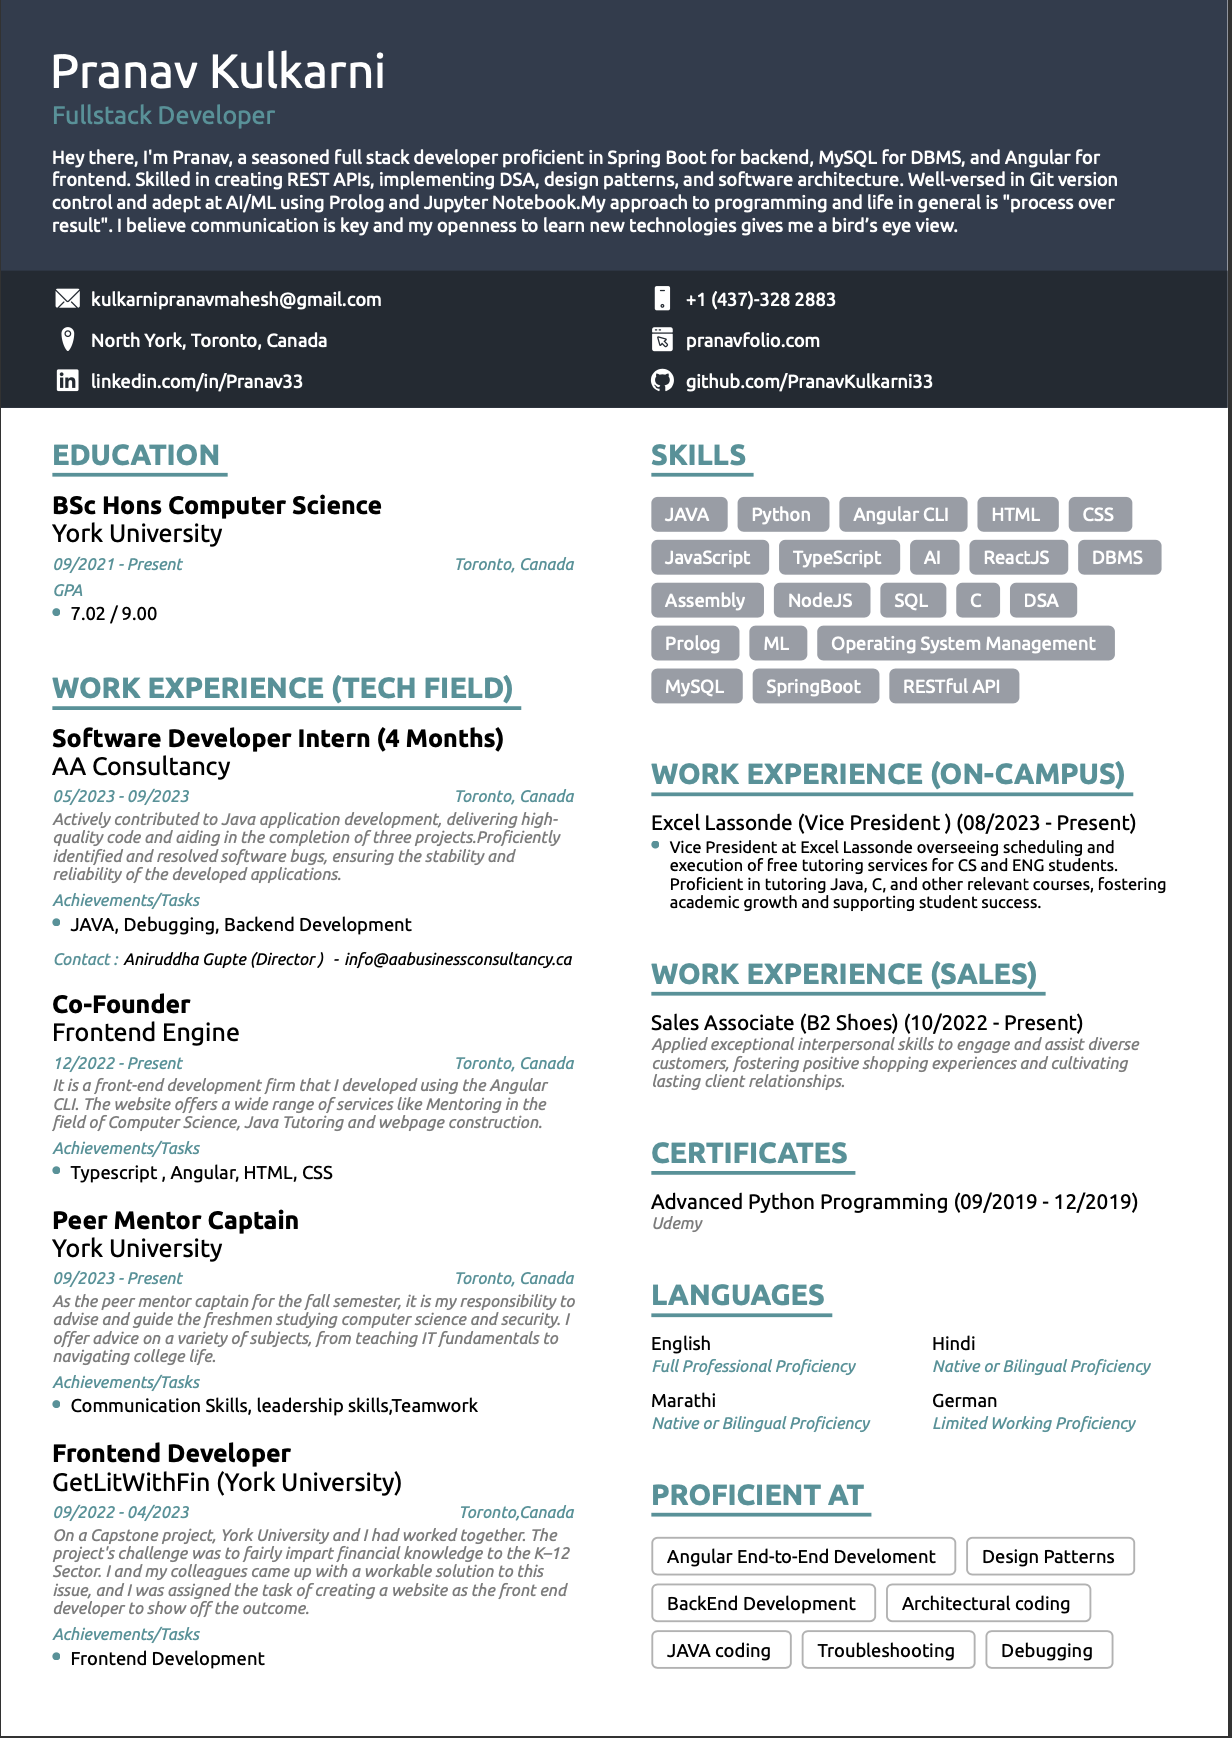 Pranav Kulkarni
Fullstack Developer
Hey there, I'm Pranav, a seasoned full stack developer proficient in Spring Boot for backend, MySQL for DBMS, and Angular for
frontend. Skilled in creating REST APIs, implementing DSA, design patterns, and software architecture. Well-versed in Git version
control and adept at AI/ML using Prolog and Jupyter Notebook.My approach to programming and life in general is "process over
result". I believe communication is key and my openness to learn new technologies gives me a bird’s eye view.
kulkarnipranavmahesh@gmail.com
+1 (437)-328 2883
North York, Toronto, Canada
pranavfolio.com
linkedin.com/in/Pranav33
github.com/PranavKulkarni33
EDUCATION
BSc Hons Computer Science
York University
09/2021 - Present
Toronto, Canada
GPA
7.02 / 9.00
WORK EXPERIENCE (TECH FIELD)
Software Developer Intern (4 Months)
AA Consultancy
05/2023 - 09/2023
Toronto, Canada
Actively contributed to Java application development, delivering high-
quality code and aiding in the completion of three projects.Proficiently
identified and resolved software bugs, ensuring the stability and
reliability of the developed applications.
Achievements/Tasks
JAVA, Debugging, Backend Development
Contact : Aniruddha Gupte (Director ) - info@aabusinessconsultancy.ca
Co-Founder
Frontend Engine
12/2022 - Present
Toronto, Canada
It is a front-end development firm that I developed using the Angular
CLI. The website offers a wide range of services like Mentoring in the
field of Computer Science, Java Tutoring and webpage construction.
Achievements/Tasks
Typescript , Angular, HTML, CSS
Peer Mentor Captain
York University
09/2023 - Present
Toronto, Canada
As the peer mentor captain for the fall semester, it is my responsibility to
advise and guide the freshmen studying computer science and security. I
offer advice on a variety of subjects, from teaching IT fundamentals to
navigating college life.
Achievements/Tasks
Communication Skills, leadership skills,Teamwork
Frontend Developer
GetLitWithFin (York University)
09/2022 - 04/2023
Toronto,Canada
On a Capstone project, York University and I had worked together. The
project's challenge was to fairly impart financial knowledge to the K–12
Sector. I and my colleagues came up with a workable solution to this
issue, and I was assigned the task of creating a website as the front end
developer to show off the outcome.
Achievements/Tasks
Frontend Development
SKILLS
JAVA Python Angular CLI HTML CSS
JavaScript TypeScript AI ReactJS DBMS
Assembly NodeJS SQL C DSA
Prolog ML Operating System Management
MySQL SpringBoot RESTful API
WORK EXPERIENCE (ON-CAMPUS)
Excel Lassonde (Vice President ) (08/2023 - Present)
Vice President at Excel Lassonde overseeing scheduling and
execution of free tutoring services for CS and ENG students.
Proficient in tutoring Java, C, and other relevant courses, fostering
academic growth and supporting student success.
WORK EXPERIENCE (SALES)
Sales Associate (B2 Shoes) (10/2022 - Present)
Applied exceptional interpersonal skills to engage and assist diverse
customers, fostering positive shopping experiences and cultivating
lasting client relationships.
CERTIFICATES
Advanced Python Programming (09/2019 - 12/2019)
Udemy
LANGUAGES
English
Full Professional Proficiency
Hindi
Native or Bilingual Proficiency
Marathi
Native or Bilingual Proficiency
German
Limited Working Proficiency
PROFICIENT AT
Angular End-to-End Develoment Design Patterns
BackEnd Development Architectural coding
JAVA coding Troubleshooting Debugging